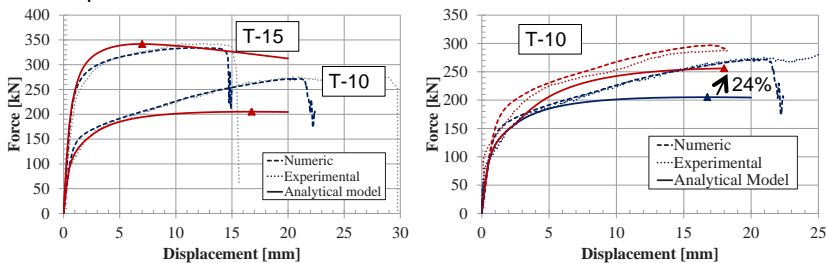 400
350
300
250
200
150
100
50
0
Force [kN]
0 5 10 15 20 25 30
Displacement [mm]
T-15
T-10
Numeric
Experimental
Analytical model
350
300
250
200
150
100
50
0
Force [kN]
0 5 10 15 20 25
Displacement [mm]
T-10
24%
Numeric
Experimental
Analytical Model